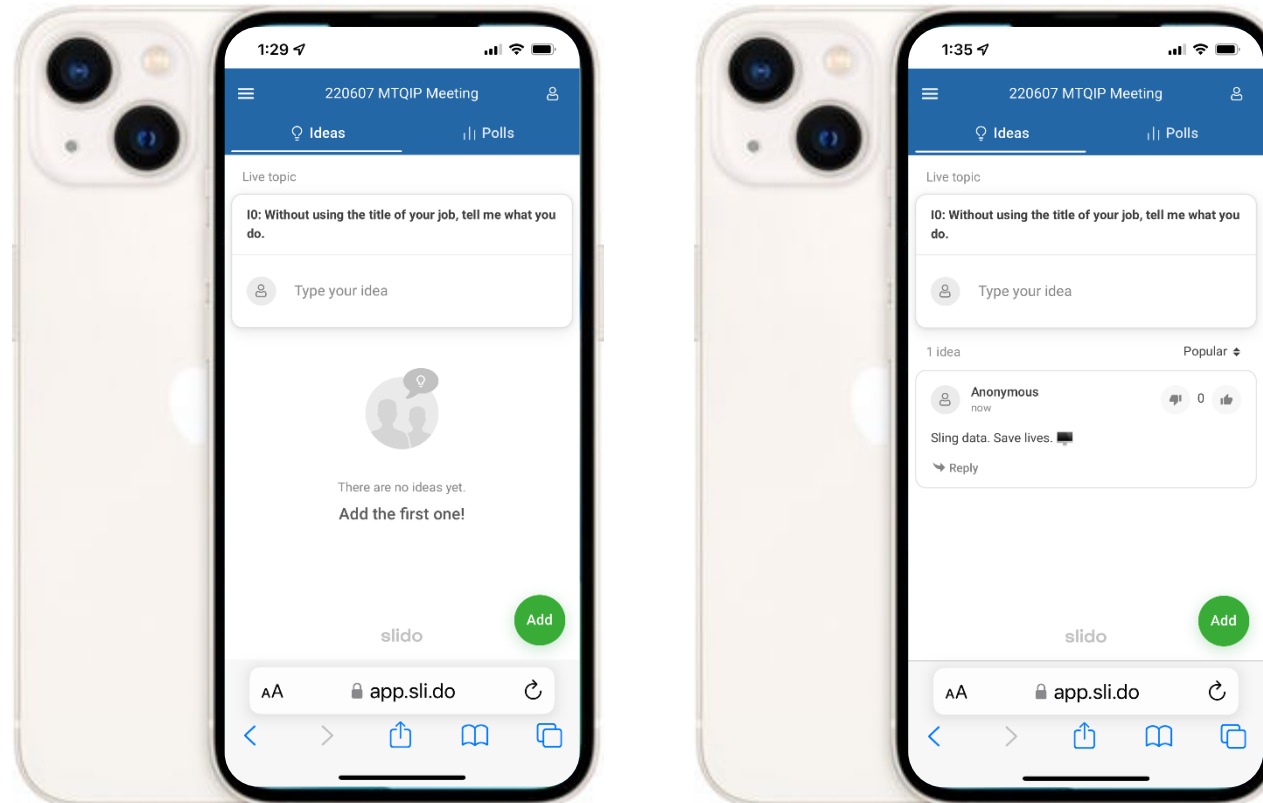 1:29
220607 MTQIP Meeting
Ideas
Polls
Live topic
I0: Without using the title of your job, tell me what you
do.
Type your idea
There are no ideas yet.
Add the first one!
Add
slido
AA
app.sli.do
1:35
220607 MTQIP Meeting
Ideas
Polls
Live topic
I0: Without using the title of your job, tell me what you
do.
Type your idea
1 idea
Popular
Anonymous
now
0
Sling data. Save lives.
Reply
Add
slido
AA
app.sli.do